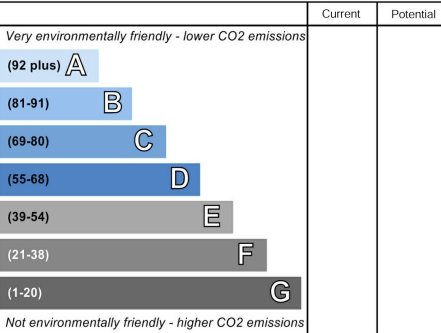 Current Potential
Very environmentally friendly - lower CO2 emissions
(92 plus) A
(81-91) B
(69-80) C
(55-68) D
(39-54) E
(21-38) F
(1-20) G
Not environmentally friendly - higher CO2 emissions